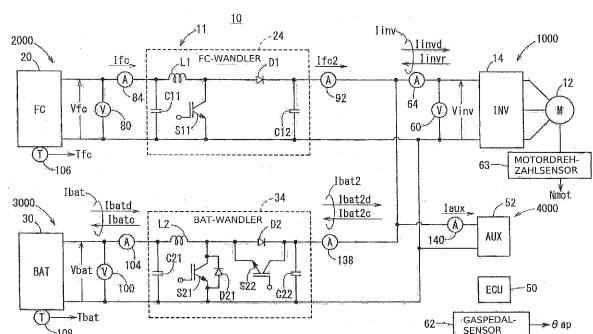 10
2000
20
FC
Ifc
84
Vfc
V
80
A
T
106
Tfc
11
24
FC-WANDLER
L1
D1
C11
S11
C12
Ifc2
A
92
Iinv
Iinvd
Iinvr
A
64
V
60
Vinv
14
INV
1000
12
M
63
MOTORDREH-
ZAHLSENSOR
Nmot
3000
30
BAT
Ibat
Ibatd
Ibatc
A
104
Vbat
V
100
T
108
Tbat
34
BAT-WANDLER
L2
D2
C21
S21
D21
S22
C22
Ibat2
Ibat2d
Ibat2c
A
138
Iaux
A
140
52
AUX
4000
ECU
50
62
GASPEDAL-
SENSOR
θap